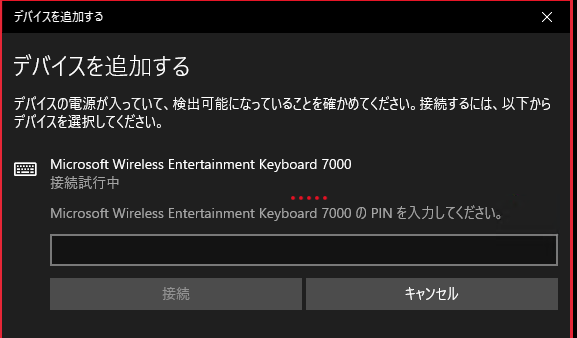 デバイスを追加する
デバイスを追加する
デバイスの電源が入っていて、検出可能になっていることを確かめてください。接続するには、以下から
デバイスを選択してください。
Microsoft Wireless Entertainment Keyboard 7000
接続試行中
Microsoft Wireless Entertainment Keyboard 7000 の PIN を入力してください。
接続 キャンセル